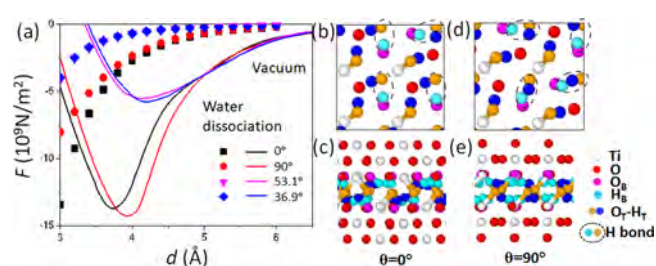 (a)
F (10⁹N/m²)
0
-5
-10
-15
3
4
5
6
d (Å)
Vacuum
Water
dissociation
0°
90°
53.1°
36.9°
(b)
(d)
(c)
(e)
θ=0°
θ=90°
Ti
O
O_B
H_B
O_T-H_T
H bond